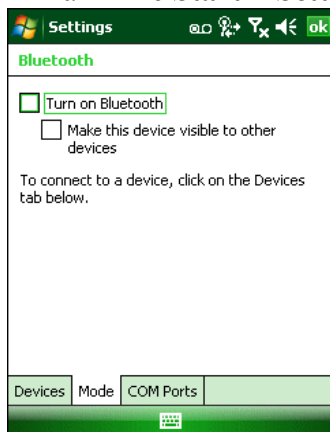 Settings
ok
Bluetooth
Turn on Bluetooth
Make this device visible to other
devices
To connect to a device, click on the Devices
tab below.
Devices Mode COM Ports